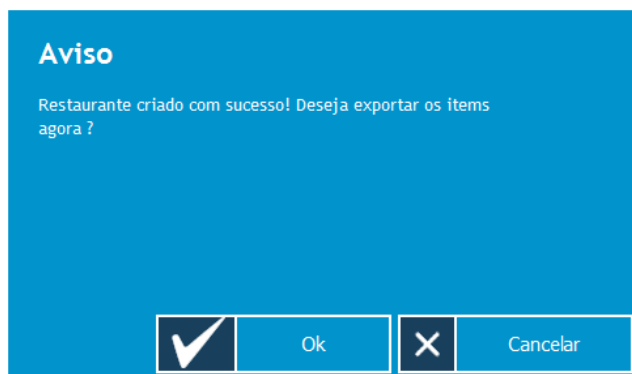 Aviso
Restaurante criado com sucesso! Deseja exportar os items
agora ?
Ok
Cancelar